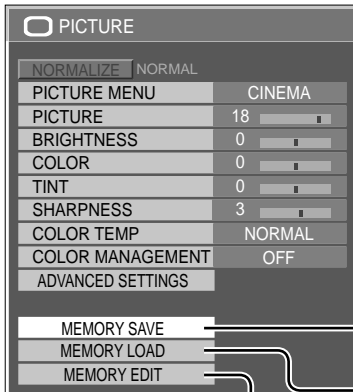 PICTURE
NORMALIZE NORMAL
PICTURE MENU CINEMA
PICTURE 18
BRIGHTNESS 0
COLOR 0
TINT 0
SHARPNESS 3
COLOR TEMP NORMAL
COLOR MANAGEMENT OFF
ADVANCED SETTINGS
MEMORY SAVE
MEMORY LOAD
MEMORY EDIT